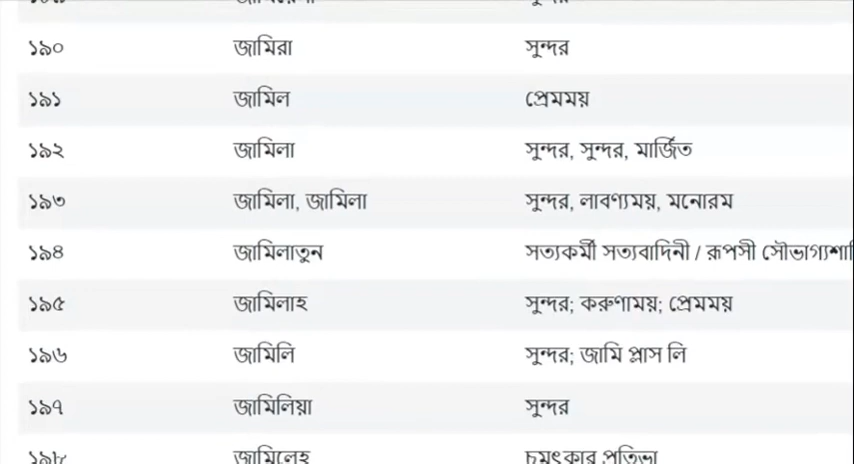 ১৯০ জামিরা সুন্দর
১৯১ জামিল প্রেমময়
১৯২ জামিলা সুন্দর, সুন্দর, মার্জিত
১৯৩ জামিলা, জামিলা সুন্দর, লাবণ্যময়, মনোরম
১৯৪ জামিলাতুন সত্যকর্মী সত্যবাদিনী / রূপসী
১৯৫ জামিলাহ সুন্দর; করুণাময়; প্রেমময়
১৯৬ জামিলি সুন্দর; জামি প্লাস লি
১৯৭ জামিলিয়া সুন্দর
১৯৮ জামিলেহ চমৎকার প্রতিভা